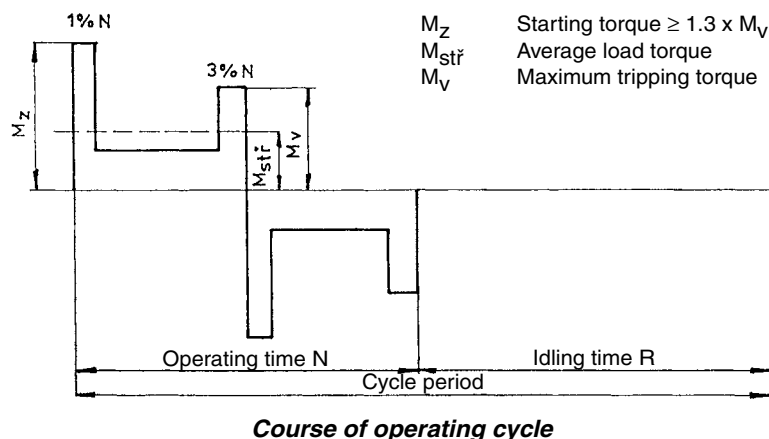 1% N
3% N
M_z
M_v
M_stř
M_Z Starting torque ≥ 1.3 x M_V
M_stř Average load torque
M_V Maximum tripping torque
Operating time N
Idling time R
Cycle period
Course of operating cycle